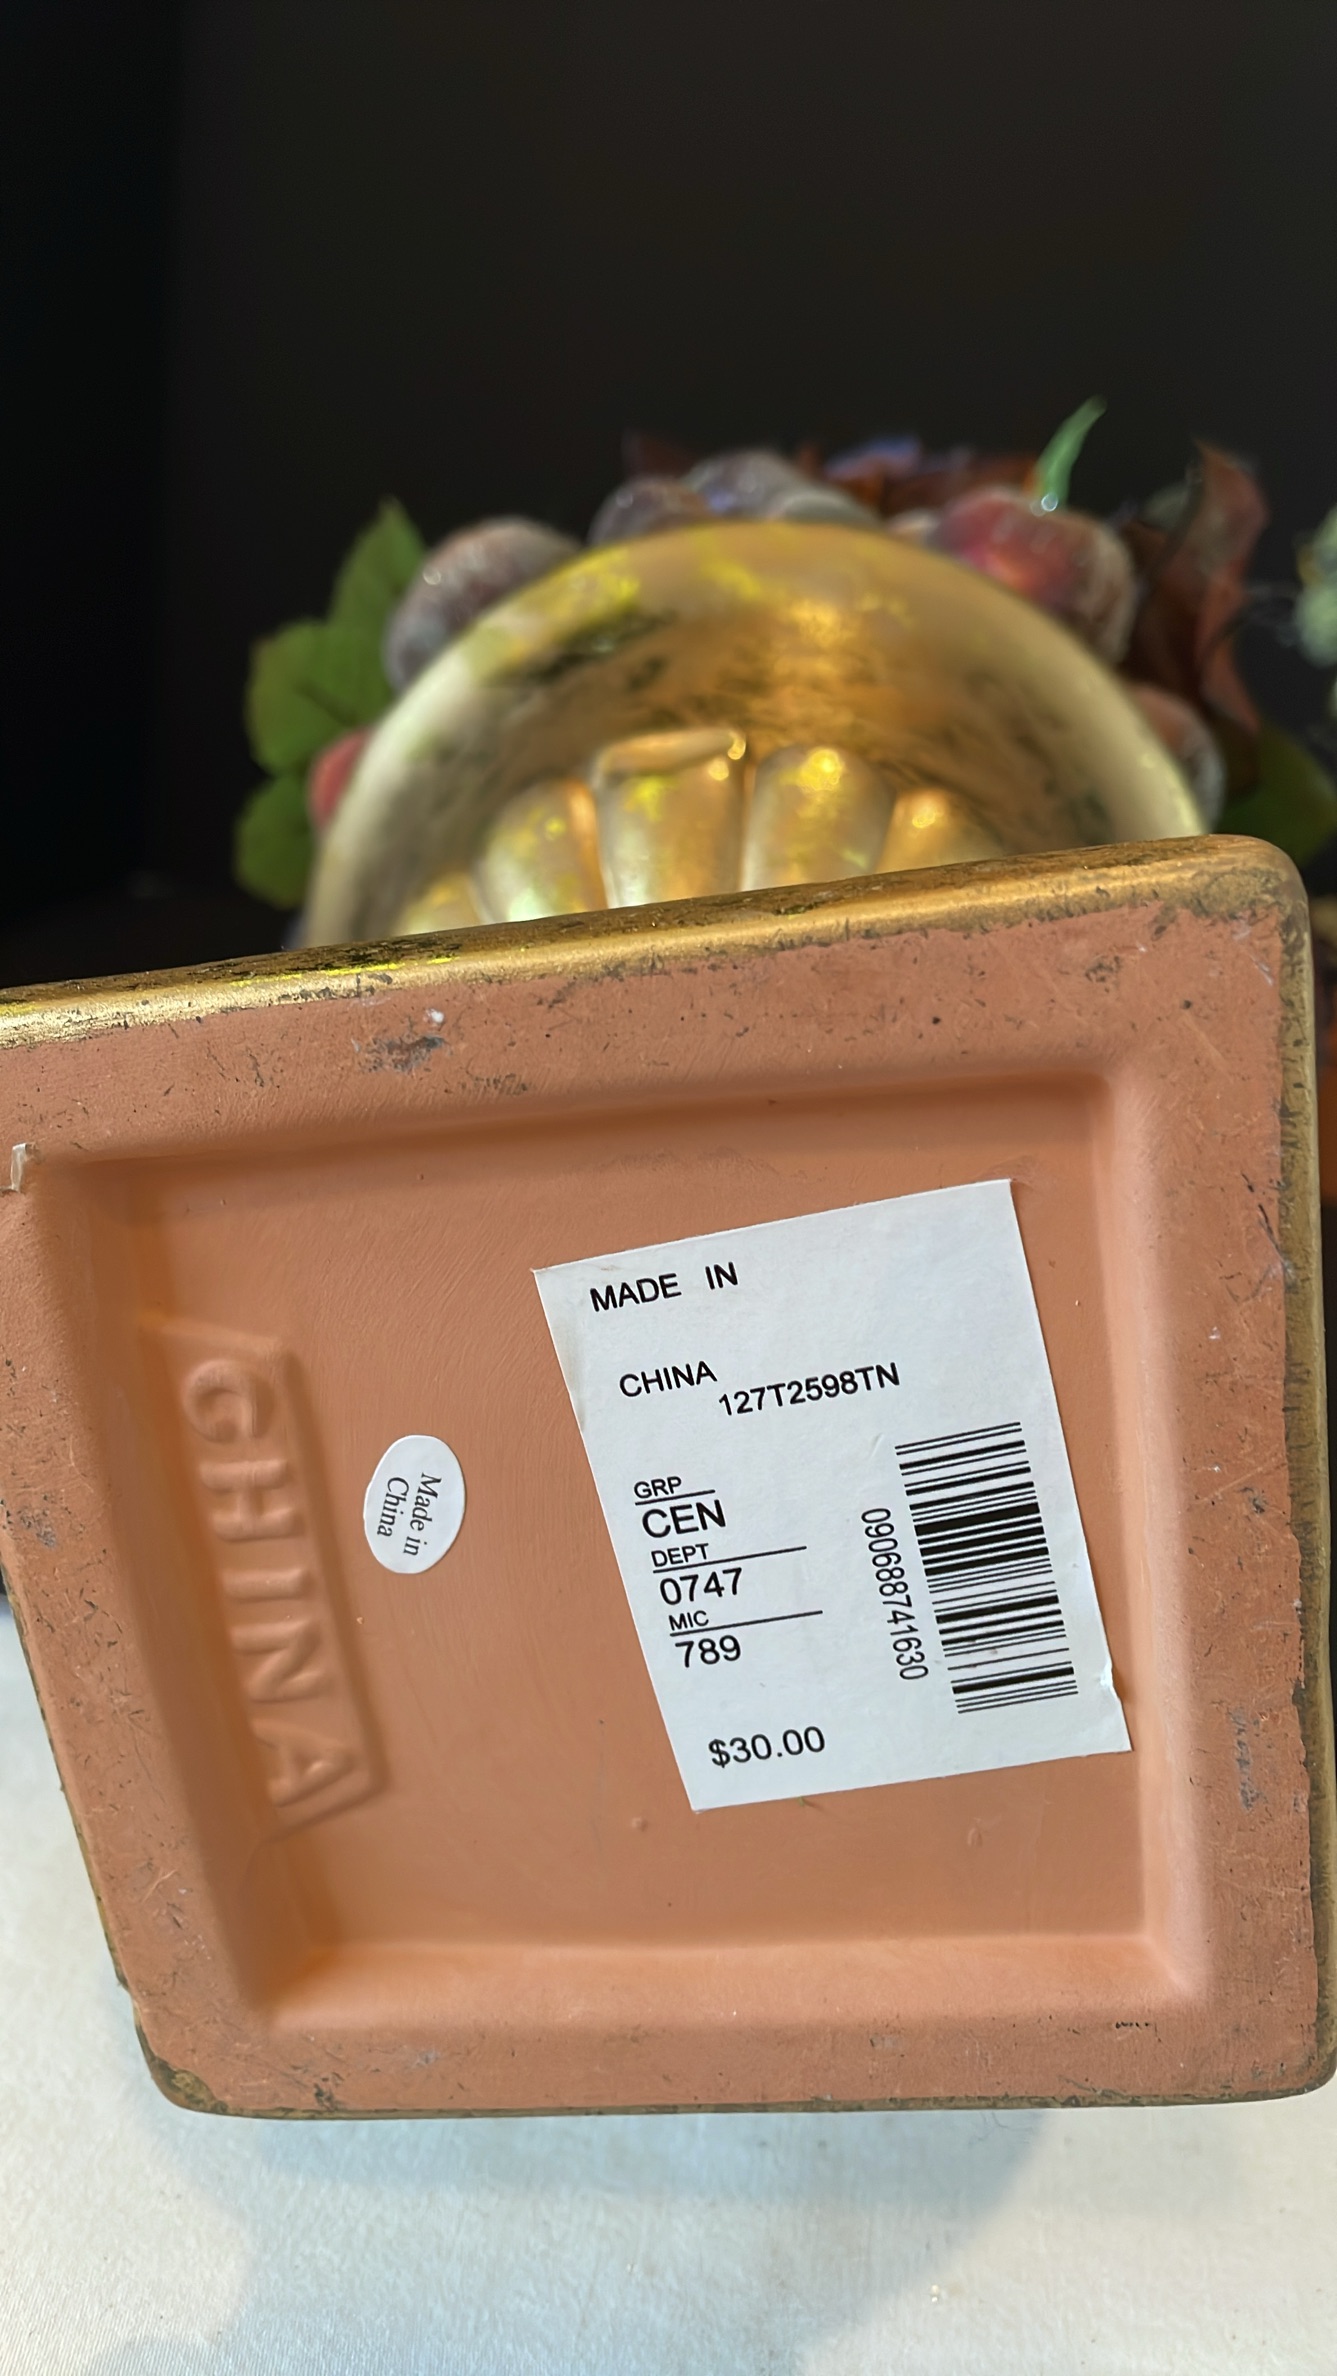 MADE IN
CHINA
127T2598TN
GRP
CEN
DEPT
0747
MIC
789
$30.00
090688741630
Made in
China
CHINA